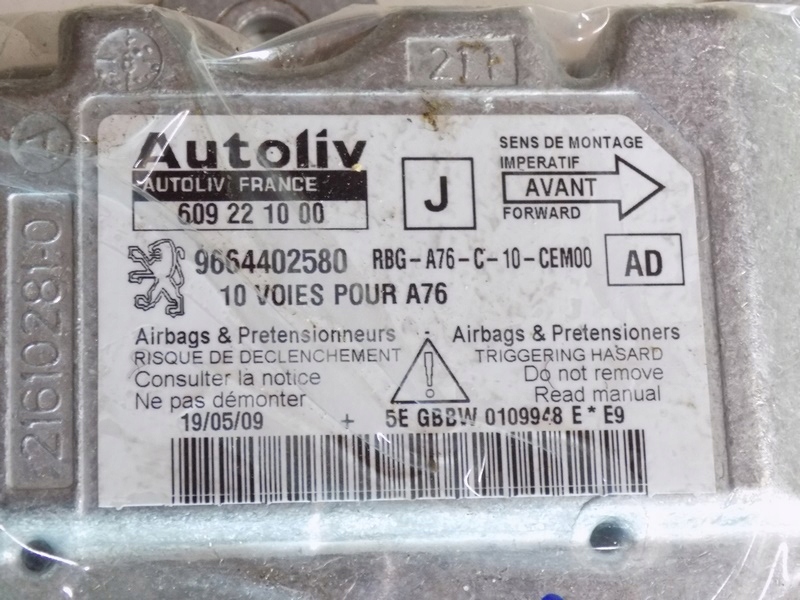 211
A
21610281-0
Autoliv
AUTOLIV FRANCE
609 22 10 00
J
SENS DE MONTAGE
IMPERATIF
AVANT
FORWARD
9664402580 RBG-A76-C-10-CEM00
AD
10 VOIES POUR A76
Airbags & Pretensionneurs - Airbags & Pretensioners
RISQUE DE DECLENCHEMENT ! TRIGGERING HASARD
Consulter la notice Do not remove
Ne pas démonter Read manual
19/05/09 + 5E GBBW 0109948 E * E9